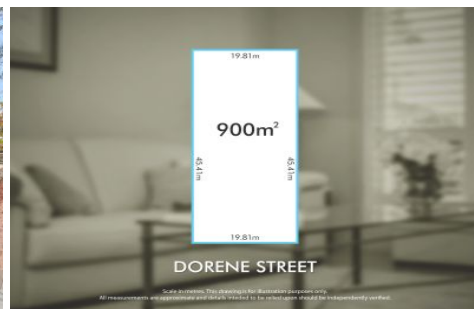 19.81m
900m²
45.41m
45.41m
19.81m
DORENE STREET
Scale in metres. This drawing is for illustration purposes only.
All measurements are approximate and details intended to be relied upon should be independently verified.